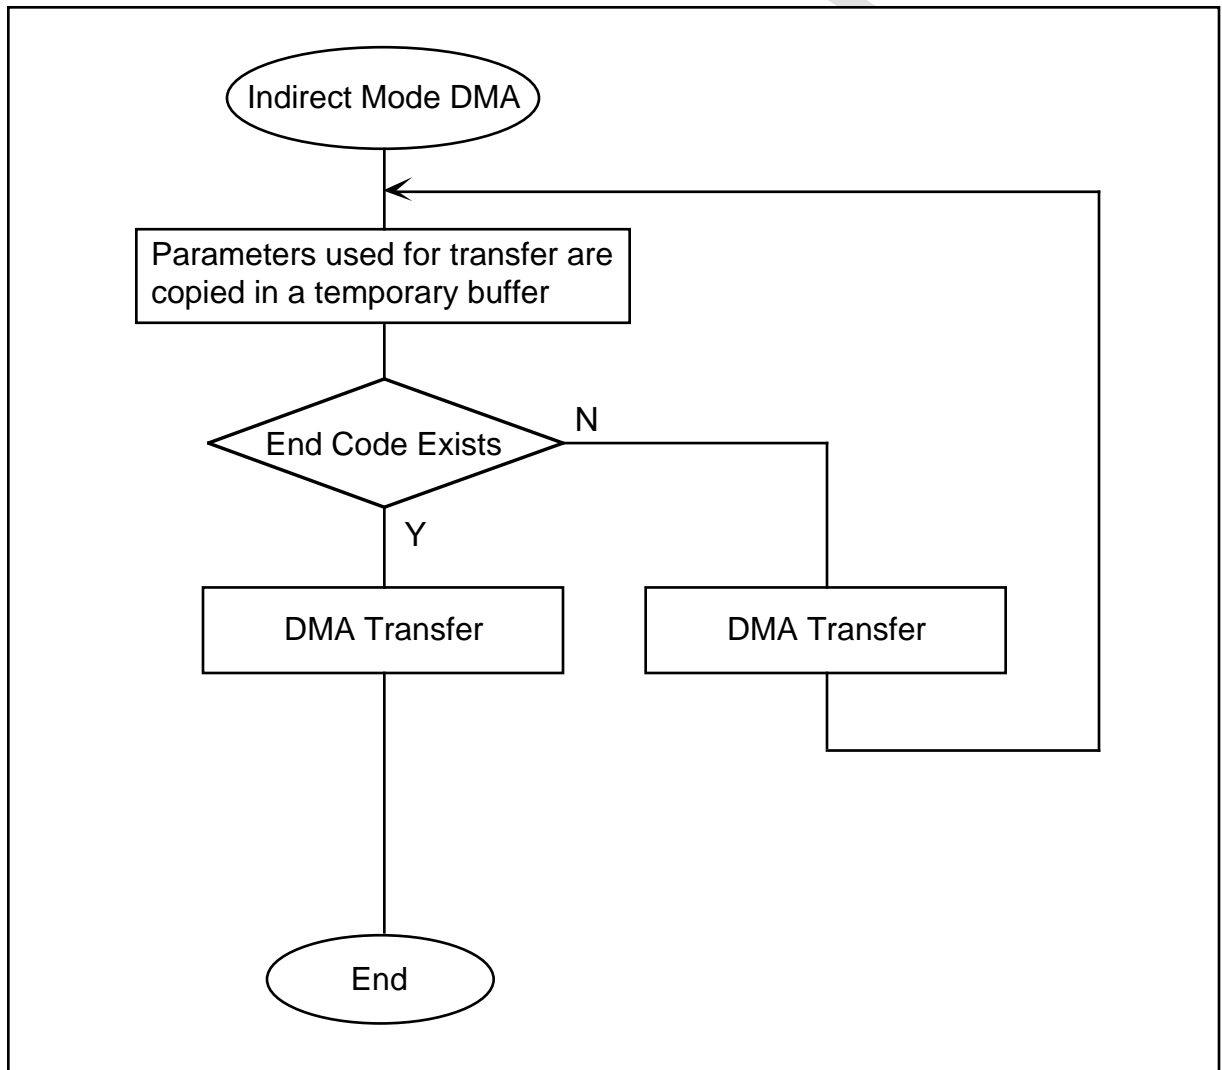 Indirect Mode DMA
Parameters used for transfer are
copied in a temporary buffer
End Code Exists
N
Y
DMA Transfer
DMA Transfer
End